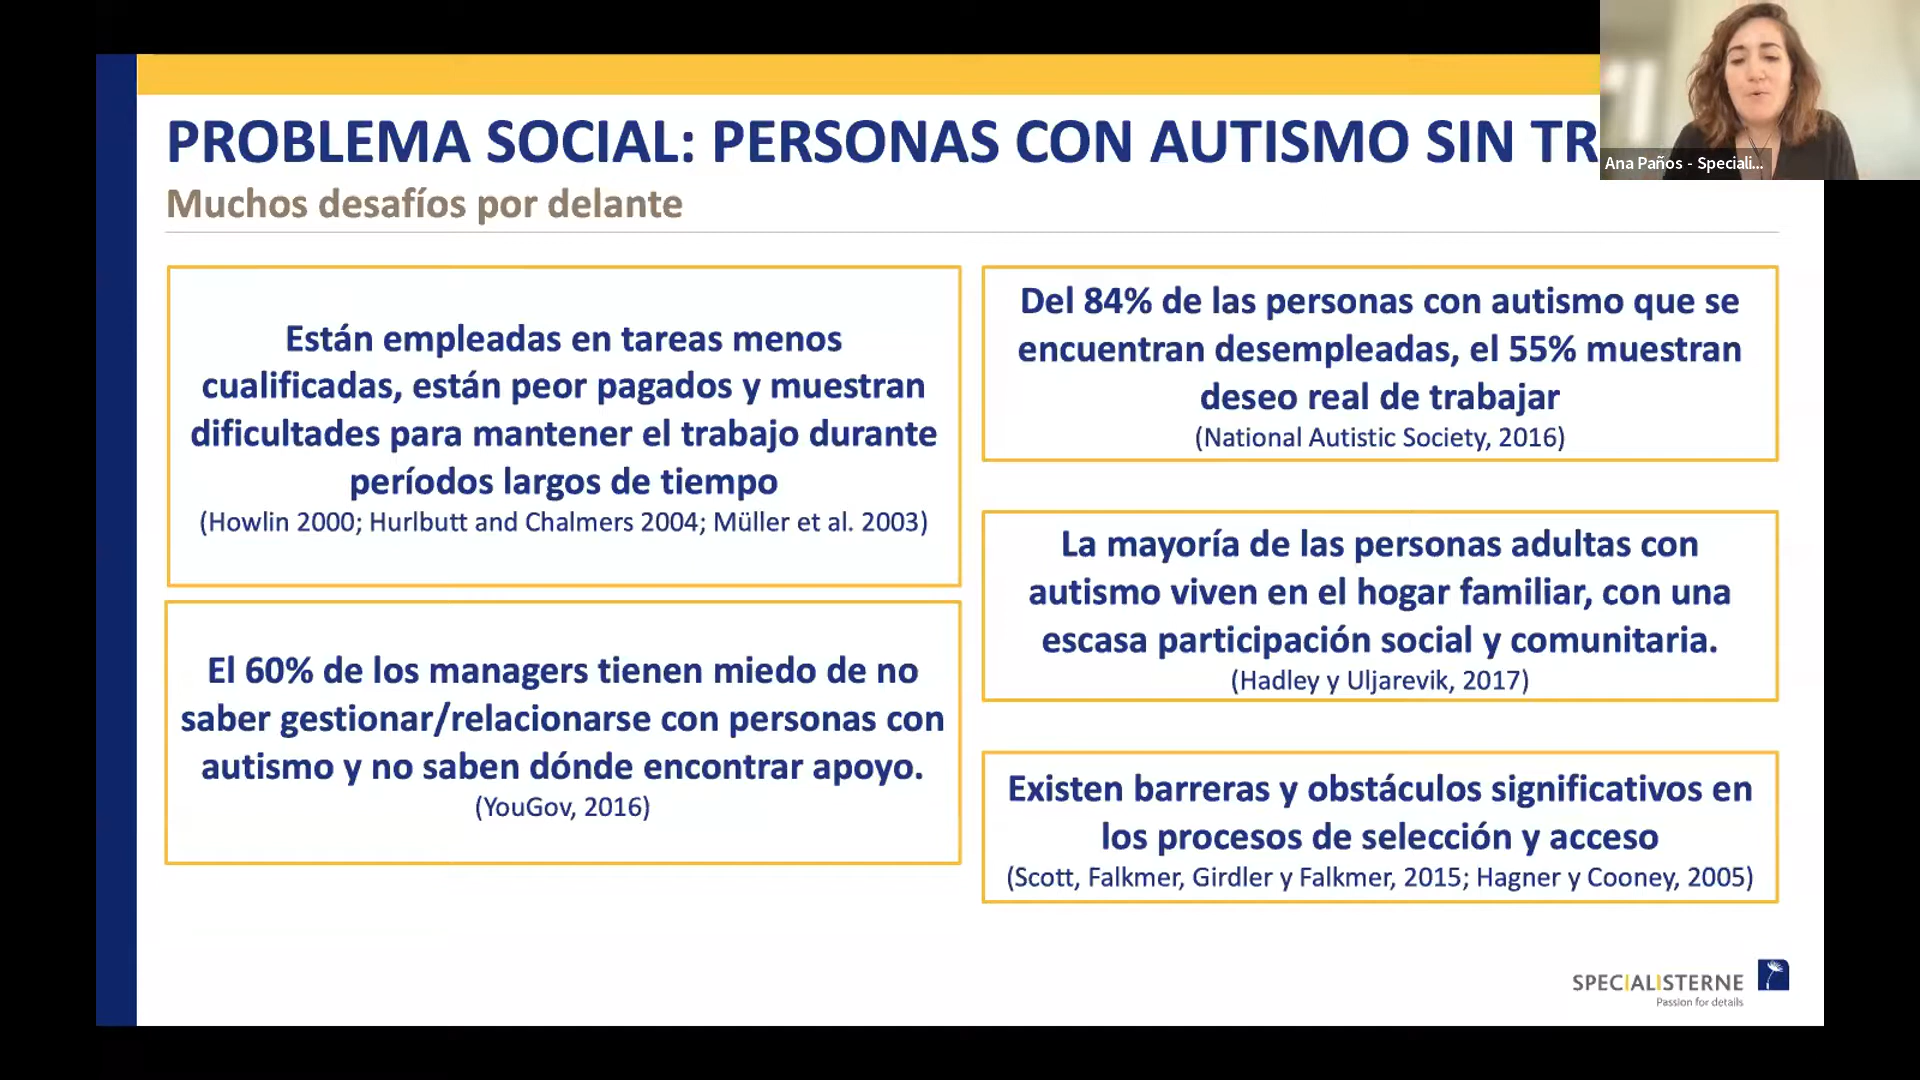 PROBLEMA SOCIAL: PERSONAS CON AUTISMO SIN TR
Ana Paños - Speciali...
Muchos desafíos por delante
Están empleadas en tareas menos
cualificadas, están peor pagados y muestran
dificultades para mantener el trabajo durante
períodos largos de tiempo
(Howlin 2000; Hurlbutt and Chalmers 2004; Müller et al. 2003)
El 60% de los managers tienen miedo de no
saber gestionar/relacionarse con personas con
autismo y no saben dónde encontrar apoyo.
(YouGov, 2016)
Del 84% de las personas con autismo que se
encuentran desempleadas, el 55% muestran
deseo real de trabajar
(National Autistic Society, 2016)
La mayoría de las personas adultas con
autismo viven en el hogar familiar, con una
escasa participación social y comunitaria.
(Hadley y Uljarevik, 2017)
Existen barreras y obstáculos significativos en
los procesos de selección y acceso
(Scott, Falkmer, Girdler y Falkmer, 2015; Hagner y Cooney, 2005)
SPECIALISTERNE
Passion for details